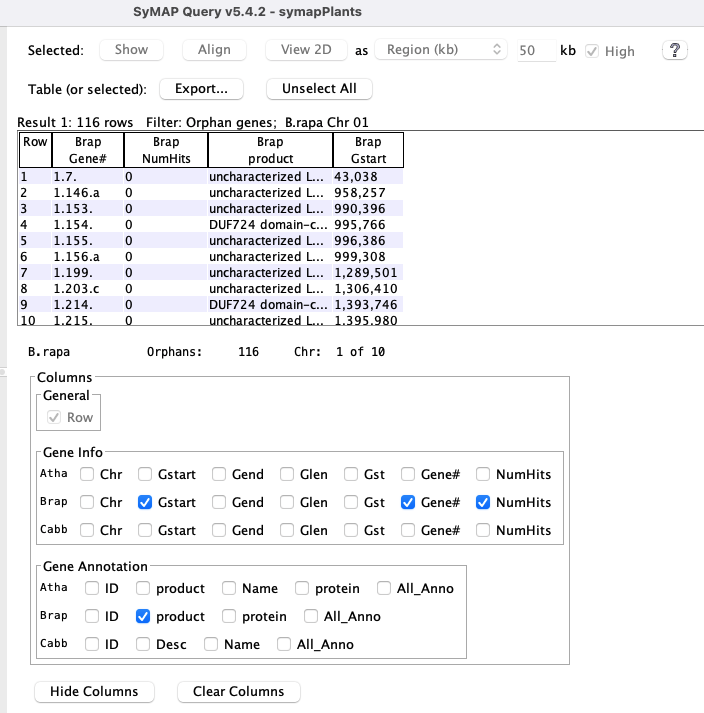 SyMAP Query v5.4.2 - symapPlants
Selected: Show Align View 2D as Region (kb) 50 kb High ?
Table (or selected): Export... Unselect All
Result 1: 116 rows Filter: Orphan genes; B.rapa Chr 01
Row Brap Brap Brap Brap
Gene# NumHits product Gstart
1 1.7. 0 uncharacterized L... 43,038
2 1.146.a 0 uncharacterized L... 958,257
3 1.153. 0 uncharacterized L... 990,396
4 1.154. 0 DUF724 domain-c... 995,766
5 1.155. 0 uncharacterized L... 996,386
6 1.156.a 0 uncharacterized L... 999,308
7 1.199. 0 uncharacterized L... 1,289,501
8 1.203.c 0 uncharacterized L... 1,306,410
9 1.214. 0 DUF724 domain-c... 1,393,746
10 1.215. 0 uncharacterized L... 1,395,980
B.rapa Orphans: 116 Chr: 1 of 10
Columns
General
Row
Gene Info
Atha Chr Gstart Gend Glen Gst Gene# NumHits
Brap Chr Gstart Gend Glen Gst Gene# NumHits
Cabb Chr Gstart Gend Glen Gst Gene# NumHits
Gene Annotation
Atha ID product Name protein All_Anno
Brap ID product protein All_Anno
Cabb ID Desc Name All_Anno
Hide Columns Clear Columns